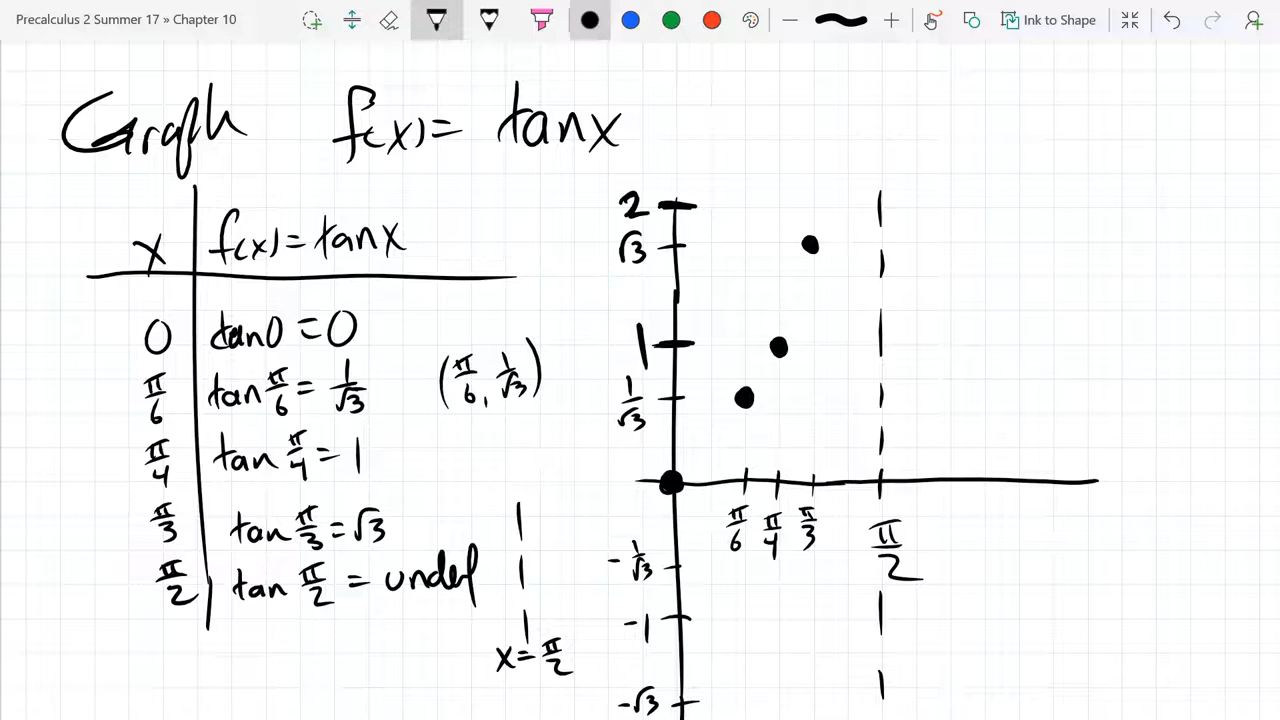 Precalculus 2 Summer 17 » Chapter 10
Ink to Shape
Graph f(x) = tanx
x f(x) = tanx
0 tan0 = 0
π/6 tan π/6 = 1/√3 (π/6, 1/√3)
π/4 tan π/4 = 1
π/3 tan π/3 = √3
π/2 tan π/2 = undef
x = π/2
2
√3
1
1/√3
π/6 π/4 π/3 π/2
-1/√3
-1
-√3